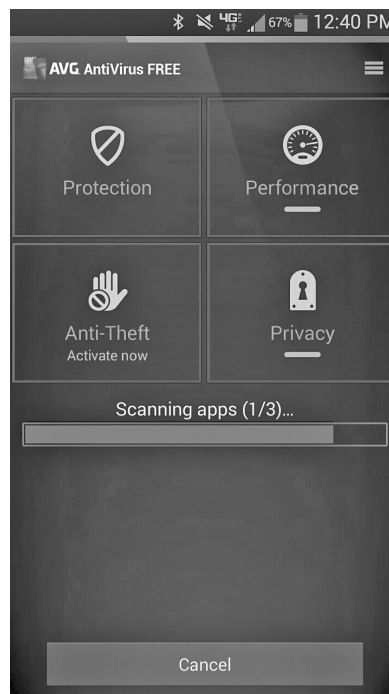 4G 67% 12:40 PM
AVG AntiVirus FREE
Protection
Performance
Anti-Theft
Activate now
Privacy
Scanning apps (1/3)...
Cancel